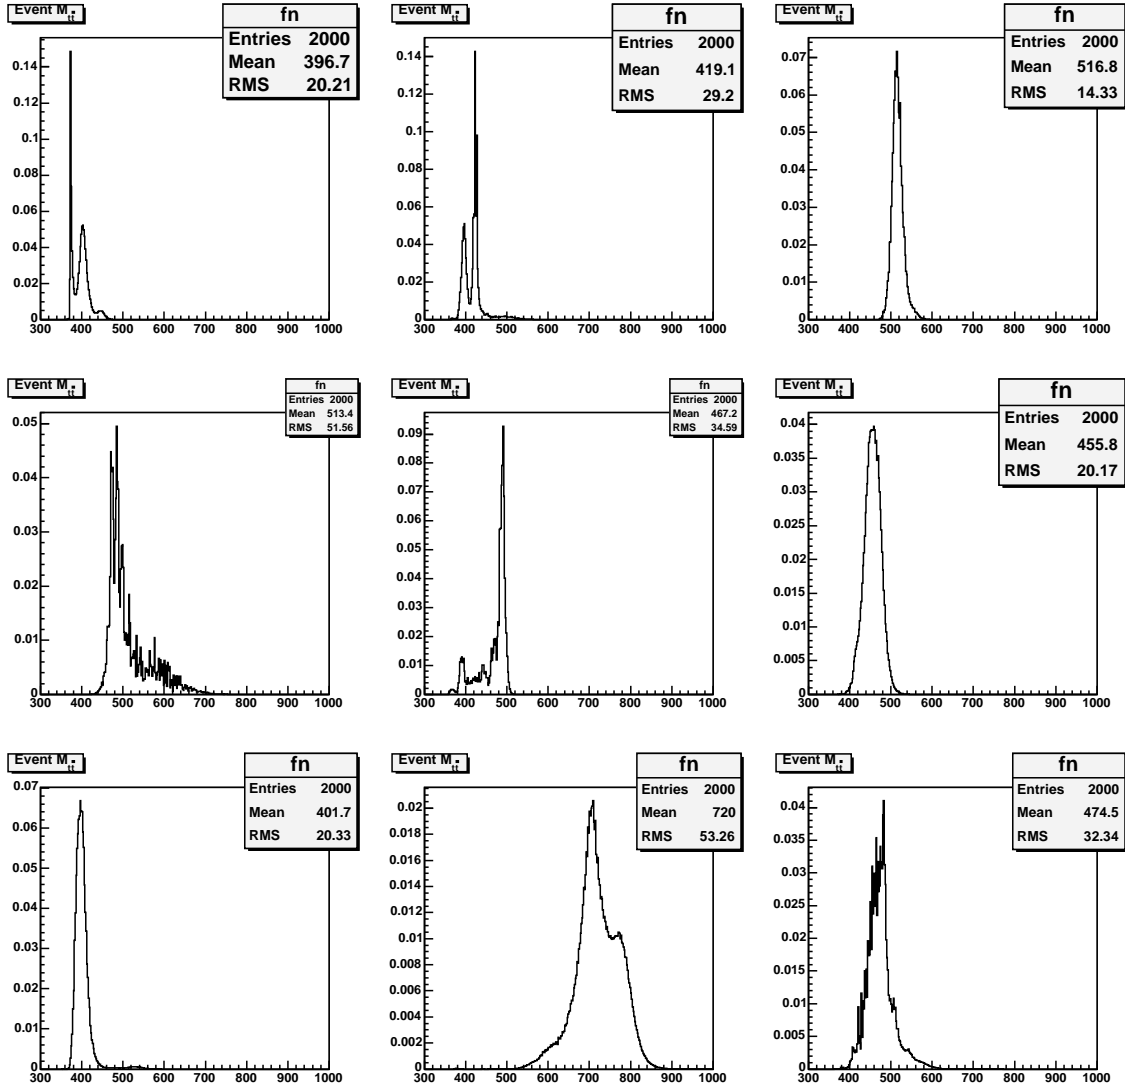 Event M_tt
fn
Entries 2000
Mean 396.7
RMS 20.21
0.14
0.12
0.1
0.08
0.06
0.04
0.02
0
300 400 500 600 700 800 900 1000
Event M_tt
fn
Entries 2000
Mean 419.1
RMS 29.2
0.14
0.12
0.1
0.08
0.06
0.04
0.02
0
300 400 500 600 700 800 900 1000
Event M_tt
fn
Entries 2000
Mean 516.8
RMS 14.33
0.07
0.06
0.05
0.04
0.03
0.02
0.01
0
300 400 500 600 700 800 900 1000
Event M_tt
fn
Entries 2000
Mean 513.4
RMS 51.56
0.05
0.04
0.03
0.02
0.01
0
300 400 500 600 700 800 900 1000
Event M_tt
fn
Entries 2000
Mean 467.2
RMS 34.59
0.09
0.08
0.07
0.06
0.05
0.04
0.03
0.02
0.01
0
300 400 500 600 700 800 900 1000
Event M_tt
fn
Entries 2000
Mean 455.8
RMS 20.17
0.04
0.035
0.03
0.025
0.02
0.015
0.01
0.005
0
300 400 500 600 700 800 900 1000
Event M_tt
fn
Entries 2000
Mean 401.7
RMS 20.33
0.07
0.06
0.05
0.04
0.03
0.02
0.01
0
300 400 500 600 700 800 900 1000
Event M_tt
fn
Entries 2000
Mean 720
RMS 53.26
0.02
0.018
0.016
0.014
0.012
0.01
0.008
0.006
0.004
0.002
0
300 400 500 600 700 800 900 1000
Event M_tt
fn
Entries 2000
Mean 474.5
RMS 32.34
0.04
0.035
0.03
0.025
0.02
0.015
0.01
0.005
0
300 400 500 600 700 800 900 1000